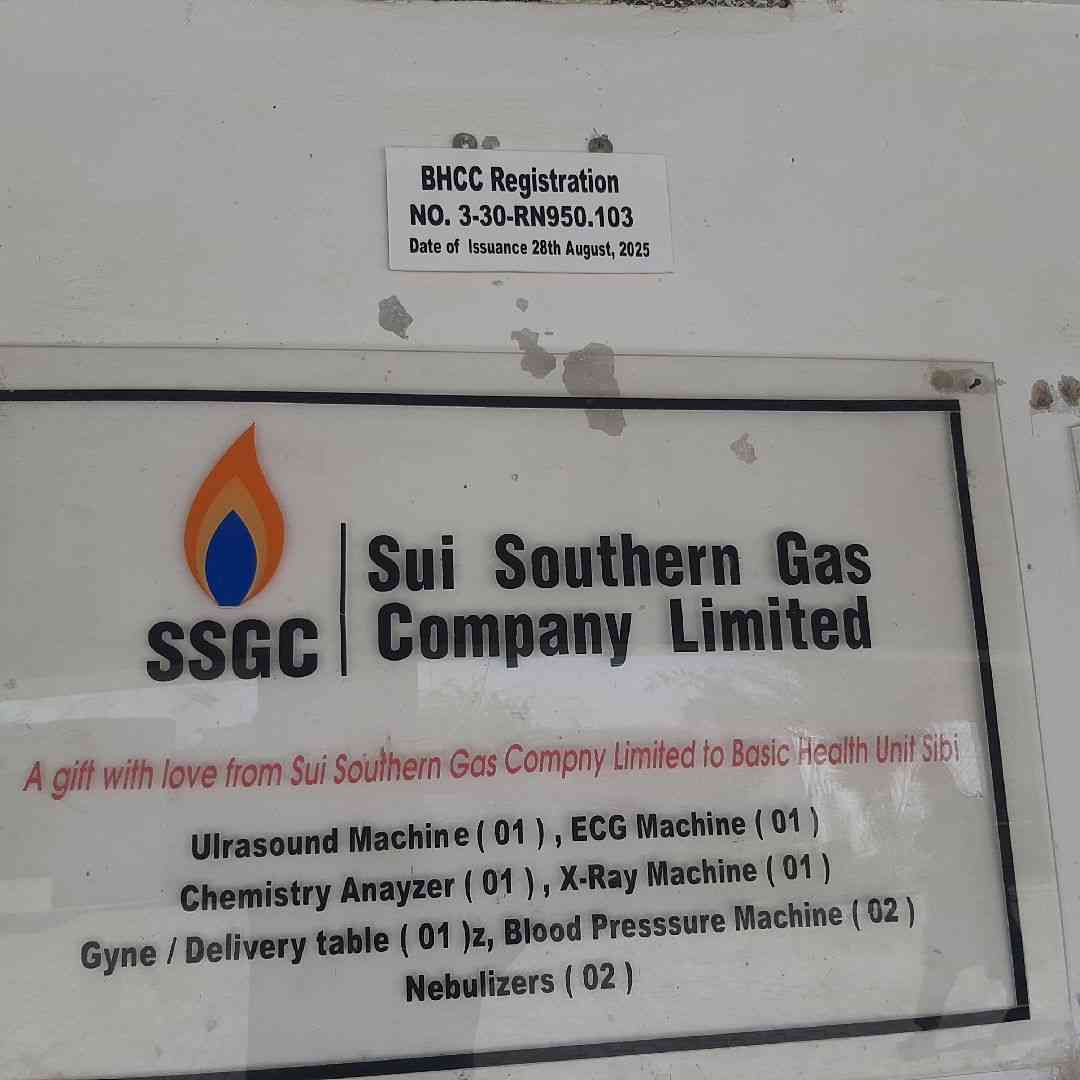 BHCC Registration
NO. 3-30-RN950.103
Date of Issuance 28th August, 2025
SSGC
Sui Southern Gas
Company Limited
A gift with love from Sui Southern Gas Compny Limited to Basic Health Unit Sibi
Ulrasound Machine ( 01 ) , ECG Machine ( 01 )
Chemistry Anayzer ( 01 ) , X-Ray Machine ( 01 )
Gyne / Delivery table ( 01 )z, Blood Presssure Machine ( 02 )
Nebulizers ( 02 )